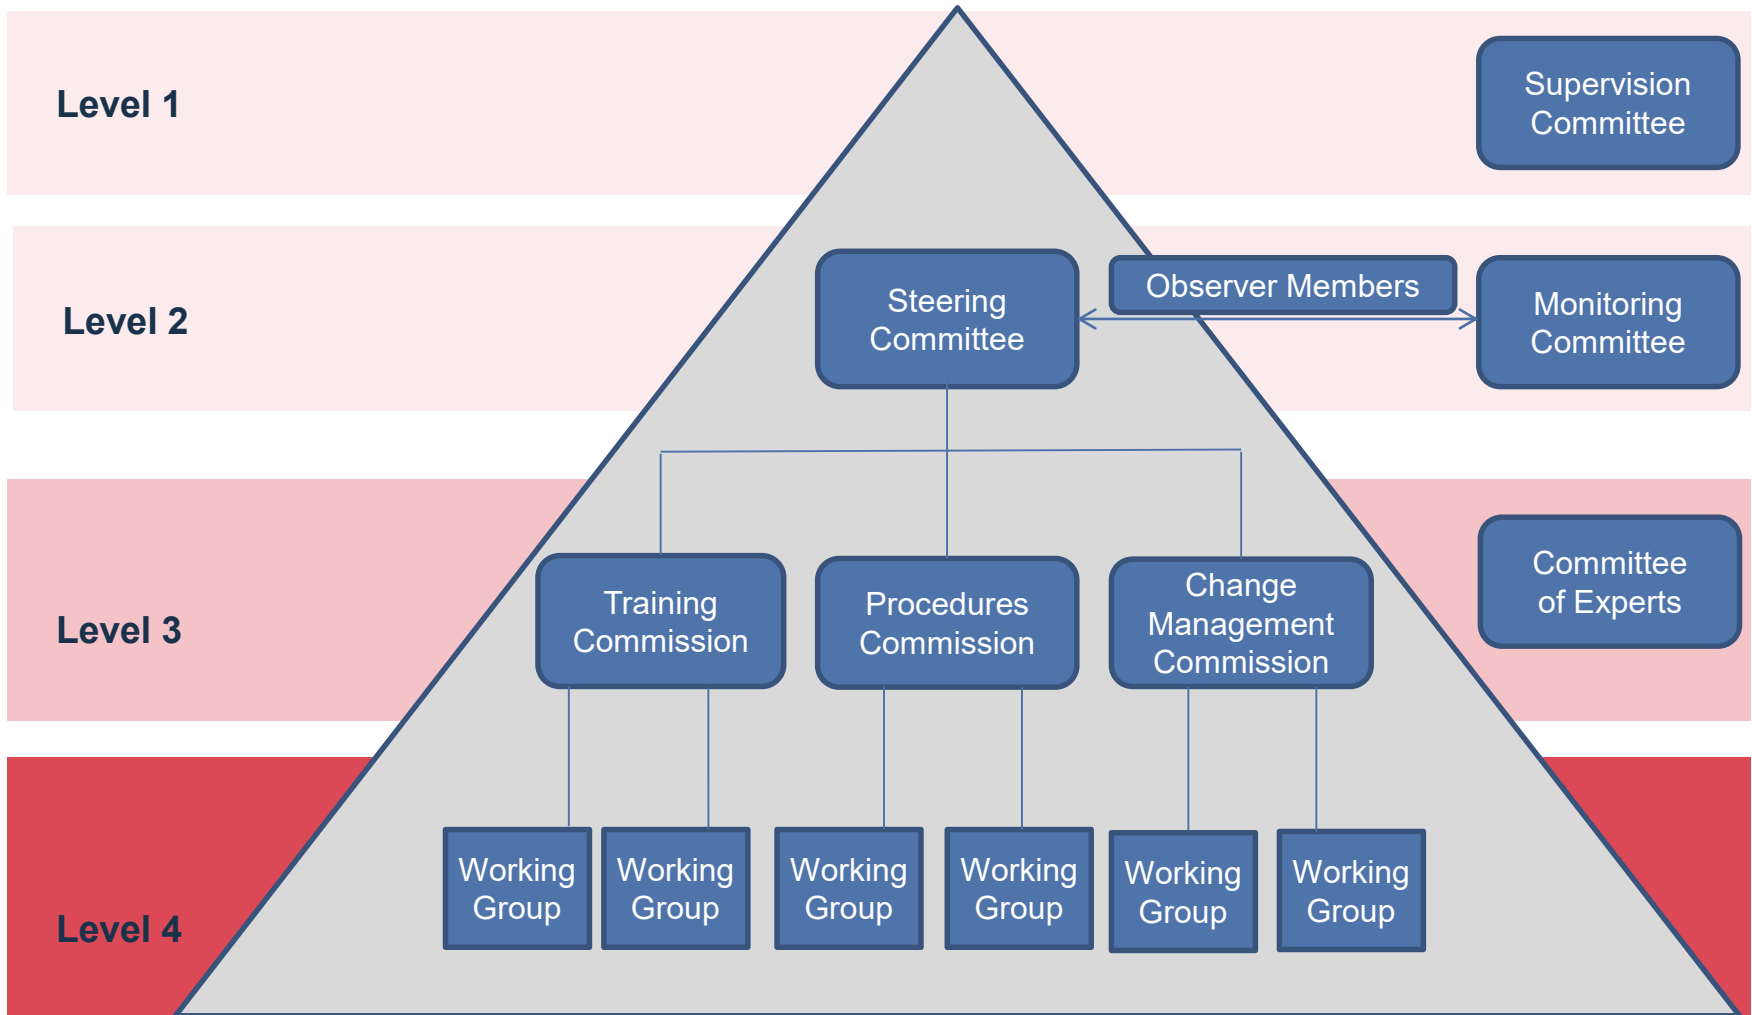 Level 1
Supervision
Committee
Level 2
Steering
Committee
Observer Members
Monitoring
Committee
Level 3
Training
Commission
Procedures
Commission
Change
Management
Commission
Committee
of Experts
Level 4
Working
Group
Working
Group
Working
Group
Working
Group
Working
Group
Working
Group